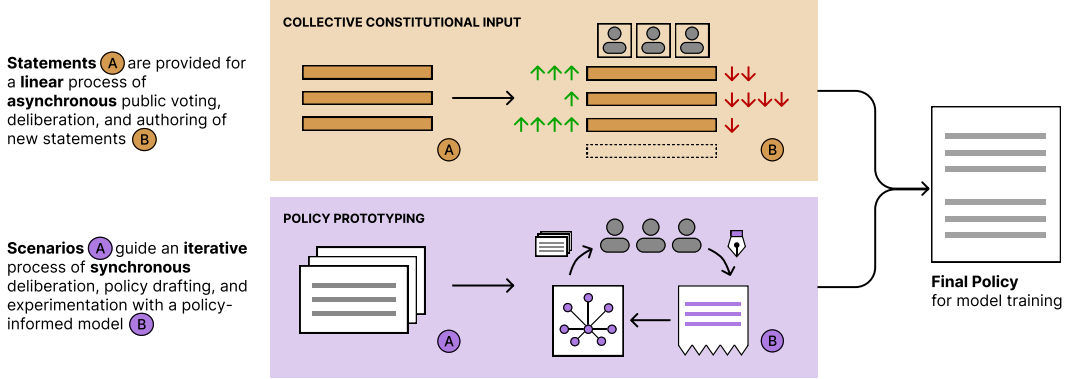 COLLECTIVE CONSTITUTIONAL INPUT
Statements A are provided for
a linear process of
asynchronous public voting,
deliberation, and authoring of
new statements B
A
B
POLICY PROTOTYPING
Scenarios A guide an iterative
process of synchronous
deliberation, policy drafting, and
experimentation with a policy-
informed model B
A
B
Final Policy
for model training